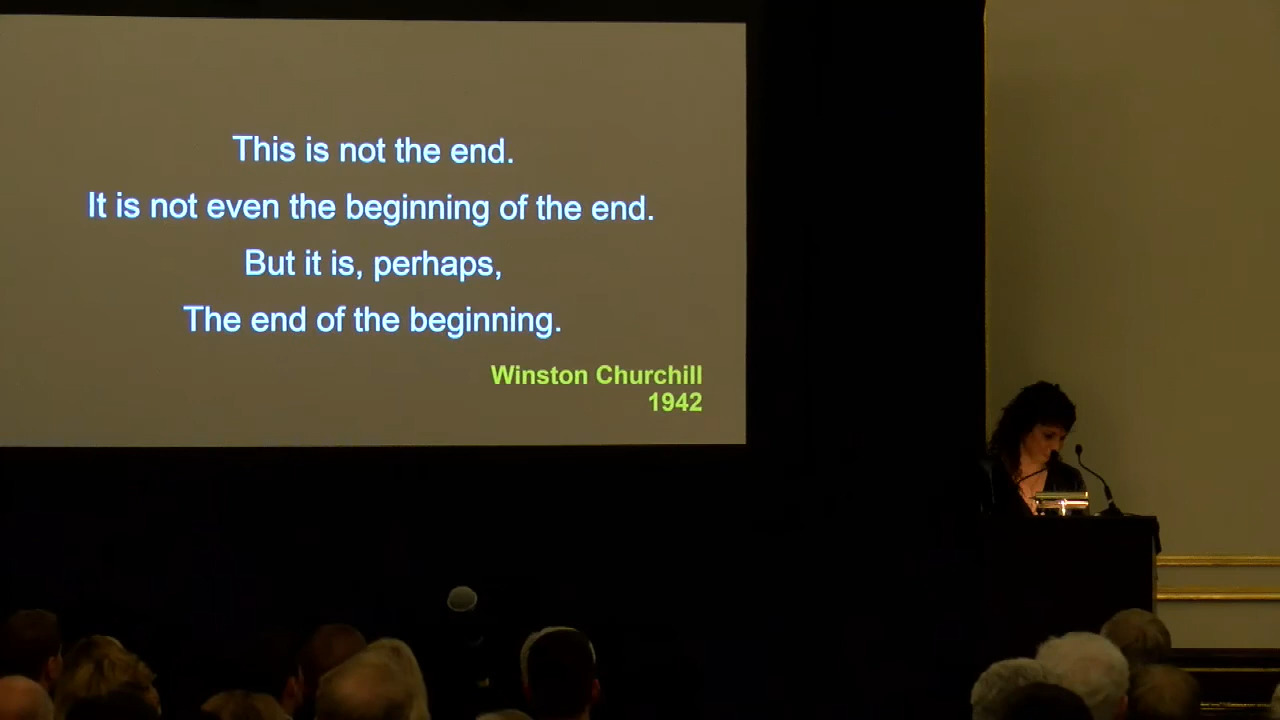 This is not the end.
It is not even the beginning of the end.
But it is, perhaps,
The end of the beginning.
Winston Churchill
1942